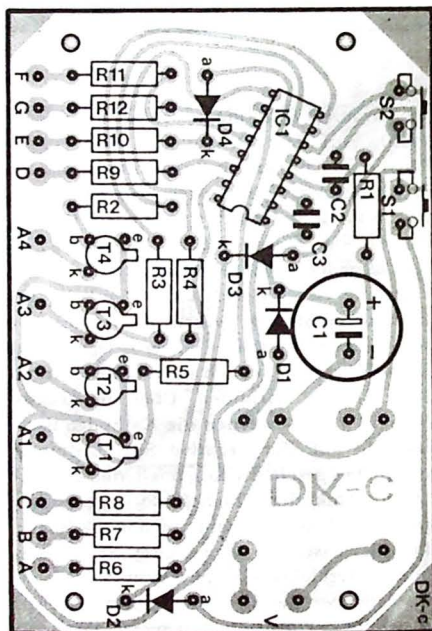 F
R11
a
G
R12
E
R10
D4
k
D
R9
IC1
S2
R2
C2
R1
S1
A4
b
e
T4
k
R3
R4
C3
k
D3
a
A3
b
e
T3
k
k
+
C1
-
D1
a
A2
b
e
T2
k
R5
A1
b
e
T1
k
C
R8
DK-C
B
R7
A
R6
k
D2
a
V
DK-c